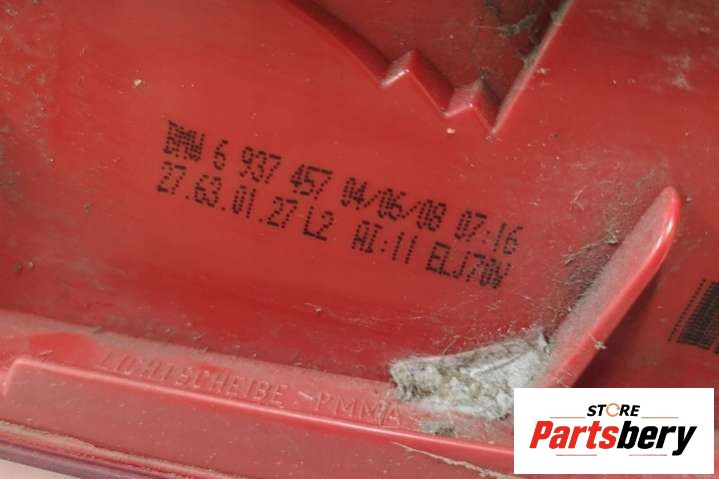 BMW 6 937 457 04/06/08 07:16
27.63.01.27 L2 AI:11 ELJ70W
LICHTSCHEIBE PMMA
STORE
Partsbery